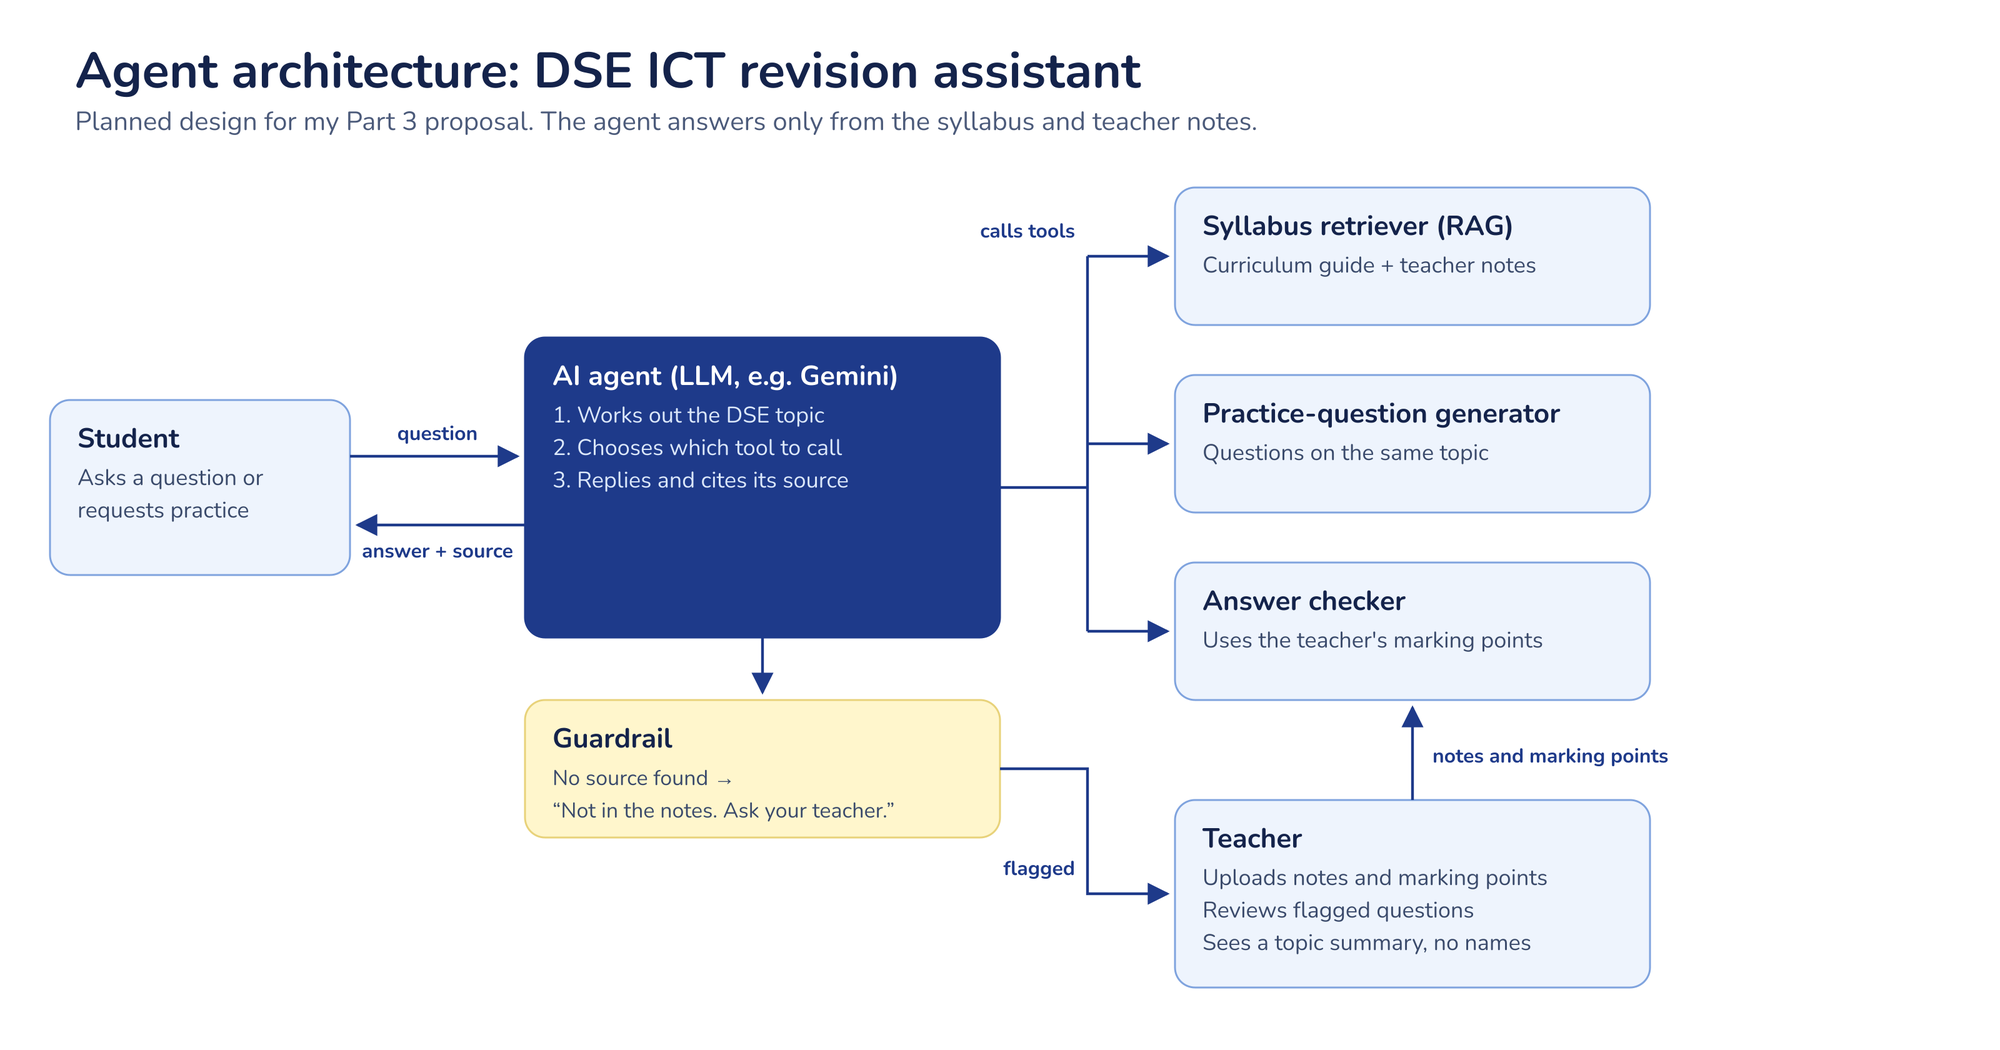 Agent architecture: DSE ICT revision assistant
Planned design for my Part 3 proposal. The agent answers only from the syllabus and teacher notes.
Student
Asks a question or
requests practice
question
answer + source
AI agent (LLM, e.g. Gemini)
1. Works out the DSE topic
2. Chooses which tool to call
3. Replies and cites its source
calls tools
Syllabus retriever (RAG)
Curriculum guide + teacher notes
Practice-question generator
Questions on the same topic
Answer checker
Uses the teacher's marking points
Guardrail
No source found →
“Not in the notes. Ask your teacher.”
flagged
notes and marking points
Teacher
Uploads notes and marking points
Reviews flagged questions
Sees a topic summary, no names